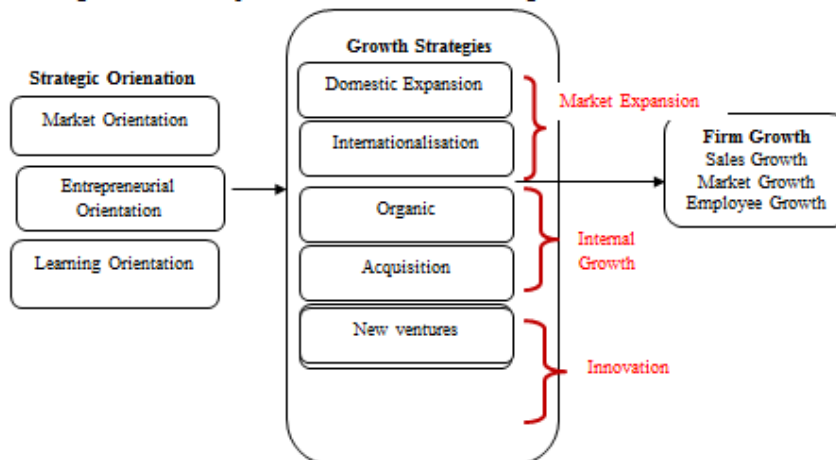 Growth Strategies
Strategic Orienation
Domestic Expansion
Market Expansion
Market Orientation
Internationalisation
Firm Growth
Sales Growth
Market Growth
Employee Growth
Entrepreneurial
Orientation
Organic
Internal
Growth
Learning Orientation
Acquisition
New ventures
Innovation